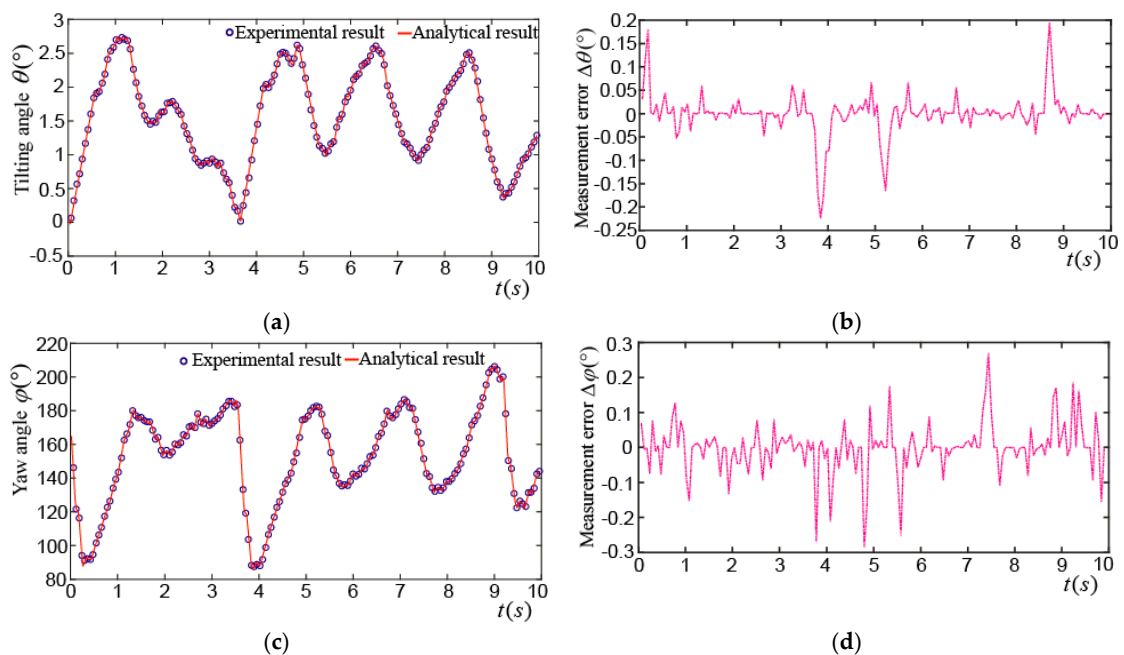 3
2.5
2
1.5
1
0.5
0
-0.5
Tilting angle θ(°)
Experimental result Analytical result
0 1 2 3 4 5 6 7 8 9 10
t(s)
(a)
0.2
0.15
0.1
0.05
0
-0.05
-0.1
-0.15
-0.2
-0.25
Measurement error Δθ(°)
0 1 2 3 4 5 6 7 8 9 10
t(s)
(b)
220
200
180
160
140
120
100
80
Yaw angle φ(°)
Experimental result Analytical result
0 1 2 3 4 5 6 7 8 9 10
t(s)
(c)
0.3
0.2
0.1
0
-0.1
-0.2
-0.3
Measurement error Δφ(°)
0 1 2 3 4 5 6 7 8 9 10
t(s)
(d)